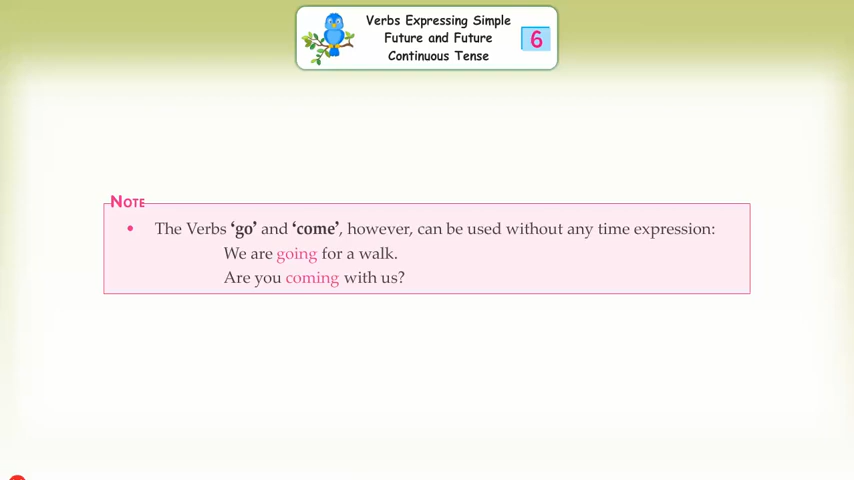 Verbs Expressing Simple
Future and Future
Continuous Tense
6
NOTE
• The Verbs ‘go’ and ‘come’, however, can be used without any time expression:
We are going for a walk.
Are you coming with us?